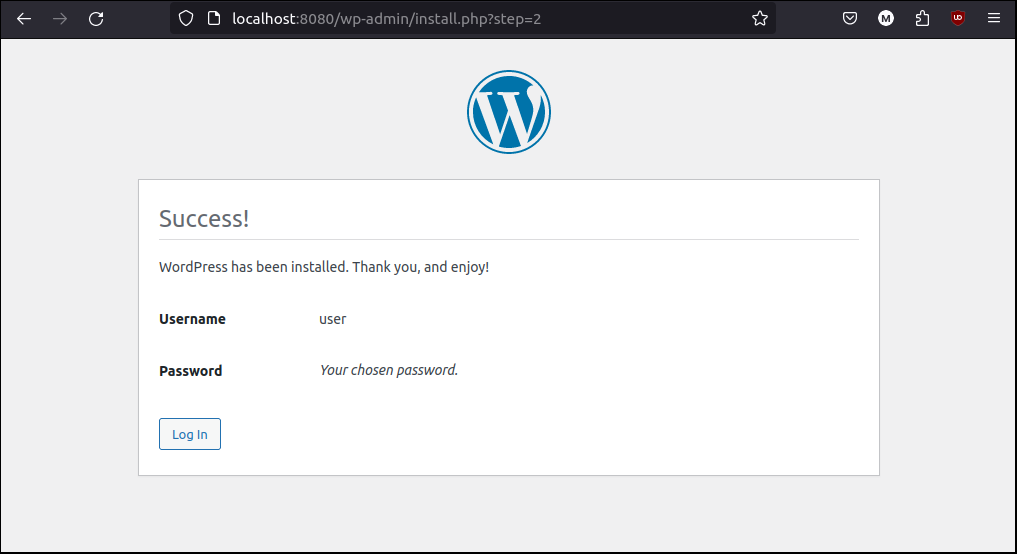 localhost:8080/wp-admin/install.php?step=2
M
UD
W
Success!
WordPress has been installed. Thank you, and enjoy!
Username user
Password Your chosen password.
Log In